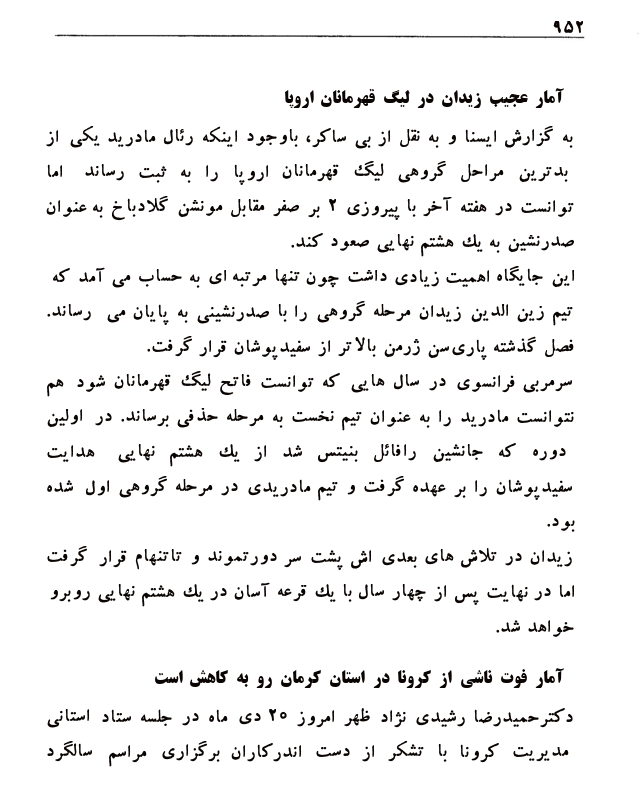 ۹۵۲
آمار عجیب زیدان در لیگ قهرمانان اروپا
به گزارش ایسنا و به نقل از بی ساکر، باوجود اینکه رئال مادرید یکی از
بدترین مراحل گروهی لیگ قهرمانان اروپا را به ثبت رساند اما
توانست در هفته آخر با پیروزی ۲ بر صفر مقابل مونشن گلادباخ به عنوان
صدرنشین به یك هشتم نهایی صعود کند.
این جایگاه اهمیت زیادی داشت چون تنها مرتبه ای به حساب می آمد که
تیم زین الدین زیدان مرحله گروهی را با صدرنشینی به پایان می رساند.
فصل گذشته پاری‌سن ژرمن بالاتر از سفیدپوشان قرار گرفت.
سرمربی فرانسوی در سال هایی که توانست فاتح لیگ قهرمانان شود هم
نتوانست مادرید را به عنوان تیم نخست به مرحله حذفی برساند. در اولین
دوره که جانشین رافائل بنیتس شد از یك هشتم نهایی هدایت
سفیدپوشان را بر عهده گرفت و تیم مادریدی در مرحله گروهی اول شده
بود.
زیدان در تلاش های بعدی اش پشت سر دورتموند و تاتنهام قرار گرفت
اما در نهایت پس از چهار سال با یك قرعه آسان در یك هشتم نهایی روبرو
خواهد شد.
آمار فوت ناشی از کرونا در استان کرمان رو به کاهش است
دکترحمیدرضا رشیدی نژاد ظهر امروز ۲۰ دی ماه در جلسه ستاد استانی
مدیریت کرونا با تشکر از دست اندرکاران برگزاری مراسم سالگرد